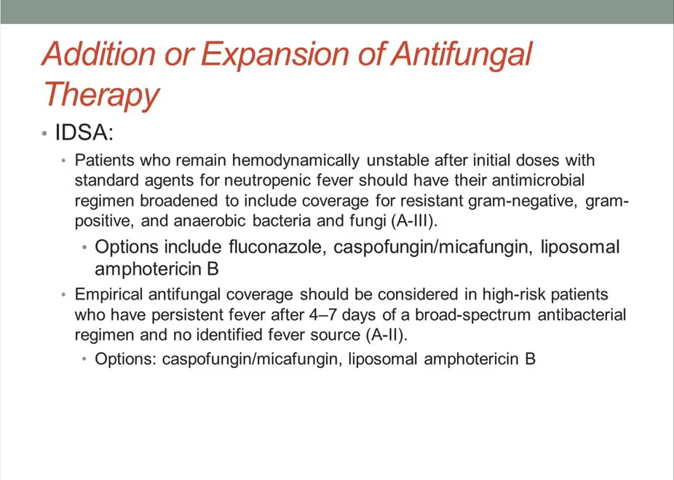 Addition or Expansion of Antifungal
Therapy
• IDSA:
• Patients who remain hemodynamically unstable after initial doses with
standard agents for neutropenic fever should have their antimicrobial
regimen broadened to include coverage for resistant gram-negative, gram-
positive, and anaerobic bacteria and fungi (A-III).
• Options include fluconazole, caspofungin/micafungin, liposomal
amphotericin B
• Empirical antifungal coverage should be considered in high-risk patients
who have persistent fever after 4–7 days of a broad-spectrum antibacterial
regimen and no identified fever source (A-II).
• Options: caspofungin/micafungin, liposomal amphotericin B